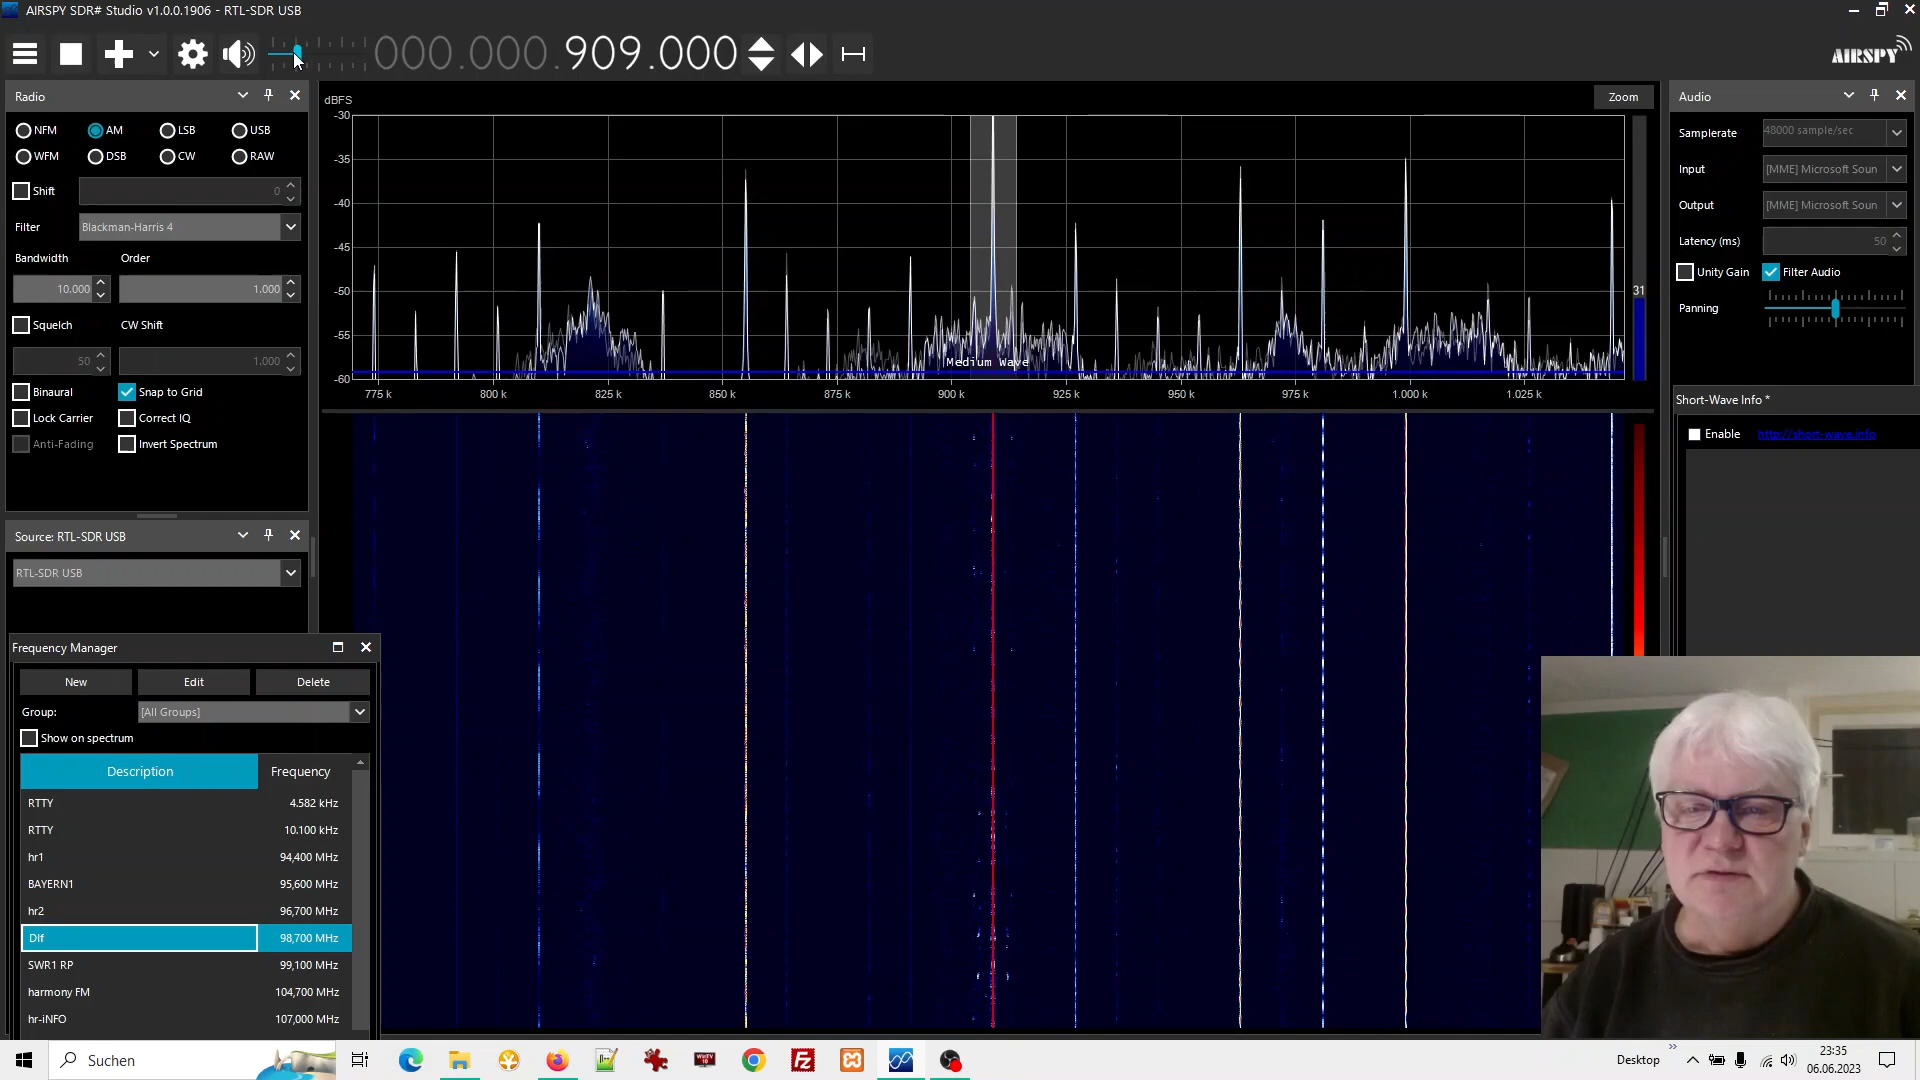 AIRSPY SDR# Studio v1.0.0.1906 - RTL-SDR USB
000.000.909.000
AIRSPY
Radio
NFM AM LSB USB
WFM DSB CW RAW
Shift 0
Filter Blackman-Harris 4
Bandwidth Order
10.000 1.000
Squelch CW Shift
50 1.000
Binaural Snap to Grid
Lock Carrier Correct IQ
Anti-Fading Invert Spectrum
Source: RTL-SDR USB
RTL-SDR USB
Frequency Manager
New Edit Delete
Group: [All Groups]
Show on spectrum
Description Frequency
RTTY 4.582 kHz
RTTY 10.100 kHz
hr1 94,400 MHz
BAYERN1 95,600 MHz
hr2 96,700 MHz
Dlf 98,700 MHz
SWR1 RP 99,100 MHz
harmony FM 104,700 MHz
hr-iNFO 107,000 MHz
dBFS
Zoom
-30
-35
-40
-45
-50
-55
-60
31
Medium Wave
775 k 800 k 825 k 850 k 875 k 900 k 925 k 950 k 975 k 1.000 k 1.025 k
Audio
Samplerate 48000 sample/sec
Input [MME] Microsoft Soun
Output [MME] Microsoft Soun
Latency (ms) 50
Unity Gain Filter Audio
Panning
Short-Wave Info *
Enable http://short-wave.info
Suchen
WinTV
10
Fz
Desktop
23:35
06.06.2023